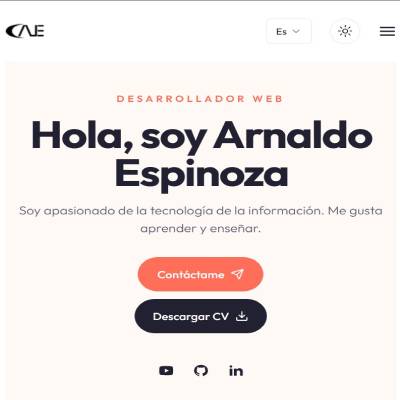 CAE
Es
DESARROLLADOR WEB
Hola, soy Arnaldo
Espinoza
Soy apasionado de la tecnología de la información. Me gusta
aprender y enseñar.
Contáctame
Descargar CV
in